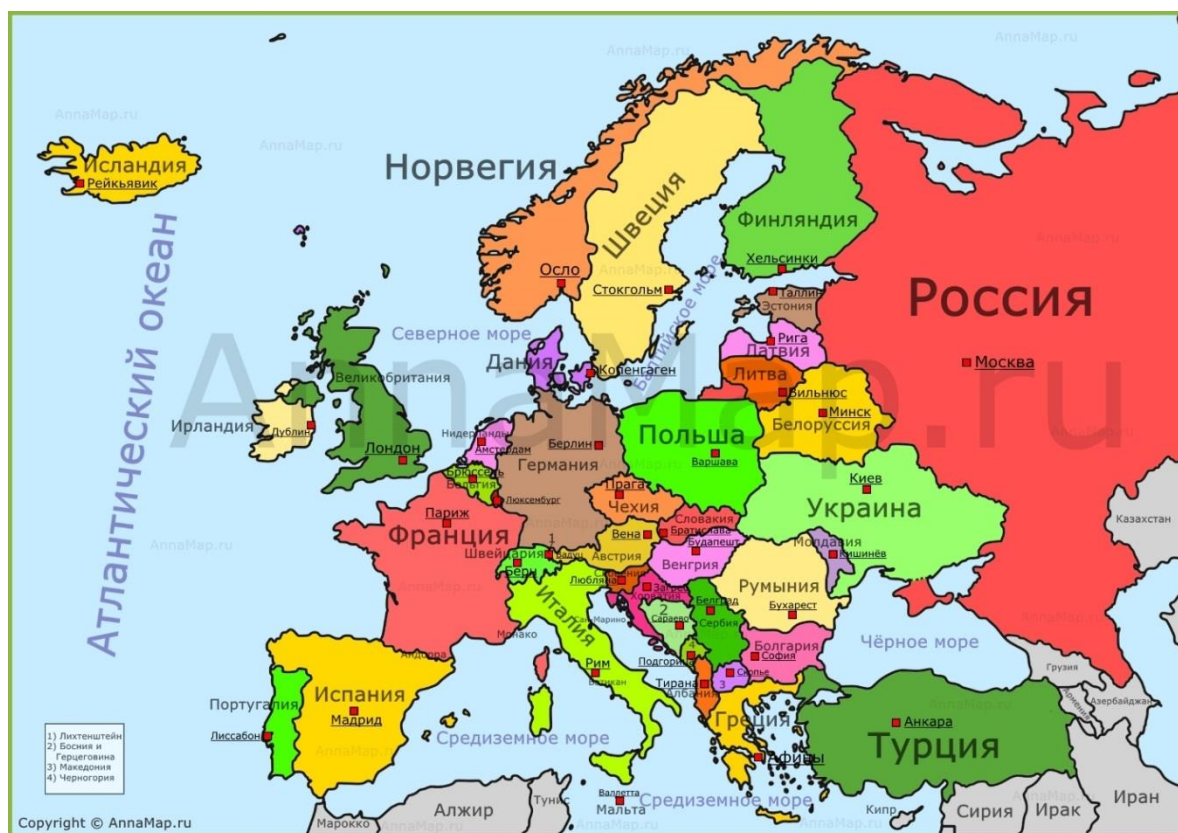 AnnaMap.ru
Исландия
Рейкьявик
Норвегия
Швеция
Финляндия
Осло
Хельсинки
Стокгольм
Таллин
Эстония
Россия
Атлантический океан
Северное море
Балтийское море
Дания
Копенгаген
Рига
Латвия
Литва
Вильнюс
Москва
Великобритания
Минск
Белоруссия
Ирландия
Дублин
Лондон
Нидерланды
Амстердам
Берлин
Германия
Польша
Варшава
Брюссель
Бельгия
Люксембург
Прага
Чехия
Киев
Украина
Казахстан
Париж
Франция
Словакия
Братислава
Вена
Австрия
Будапешт
Венгрия
Молдавия
Кишинёв
Швейцария
Берн
1
Вадуц
Любляна
Загреб
Хорватия
Румыния
Бухарест
Италия
Сан-Марино
2
Сараево
Белград
Сербия
Монако
Андорра
Чёрное море
Болгария
София
4
Подгорица
Скопье
3
Рим
Ватикан
Тирана
Албания
Грузия
Армения
Азербайджан
Испания
Мадрид
Португалия
Лиссабон
Греция
Афины
Анкара
Турция
Средиземное море
1) Лихтенштейн
2) Босния и
Герцеговина
3) Македония
4) Черногория
Валлетта
Мальта
Средиземное море
Кипр
Сирия
Ирак
Иран
Марокко
Алжир
Тунис
Copyright © AnnaMap.ru